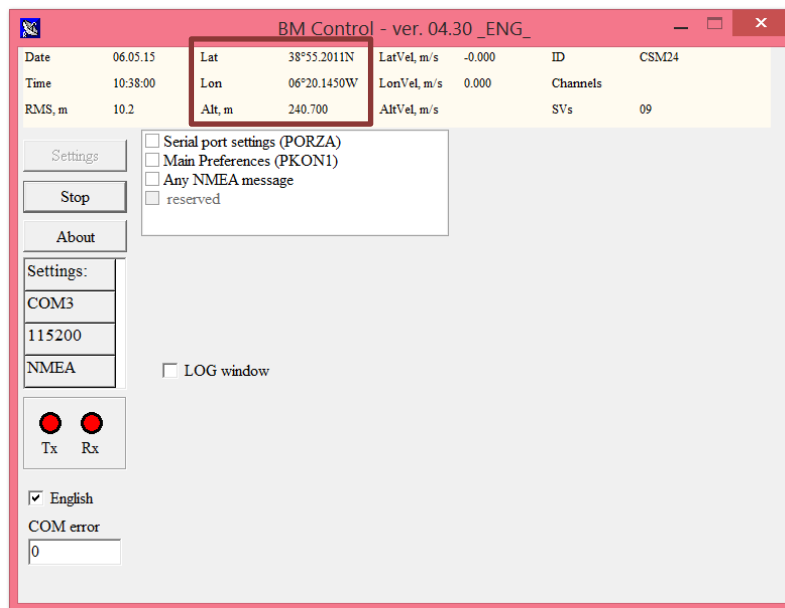 BM Control - ver. 04.30 _ENG_
Date 06.05.15 Lat 38°55.2011N LatVel, m/s -0.000 ID CSM24
Time 10:38:00 Lon 06°20.1450W LonVel, m/s 0.000 Channels
RMS, m 10.2 Alt, m 240.700 AltVel, m/s SVs 09
Settings
Stop
About
Serial port settings (PORZA)
Main Preferences (PKON1)
Any NMEA message
reserved
Settings:
COM3
115200
NMEA
LOG window
Tx Rx
English
COM error
0